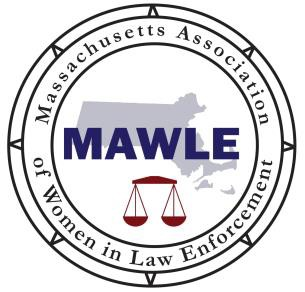 Massachusetts Association
MAWLE
of Women in Law Enforcement